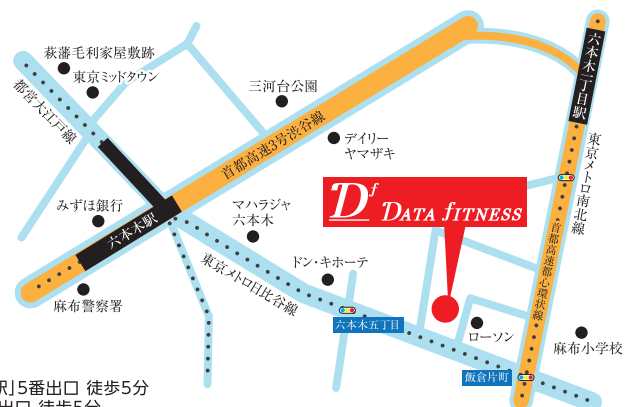 萩藩毛利家屋敷跡
東京ミッドタウン
都営大江戸線
三河台公園
首都高速3号渋谷線
デイリー
ヤマザキ
六本木一丁目駅
東京メトロ南北線
みずほ銀行
六本木駅
マハラジャ
六本木
Df DATA fITNESS
首都高速都心環状線
麻布警察署
東京メトロ日比谷線
ドン・キホーテ
六本木五丁目
ローソン
麻布小学校
飯倉片町
駅」5番出口 徒歩5分
出口 徒歩5分